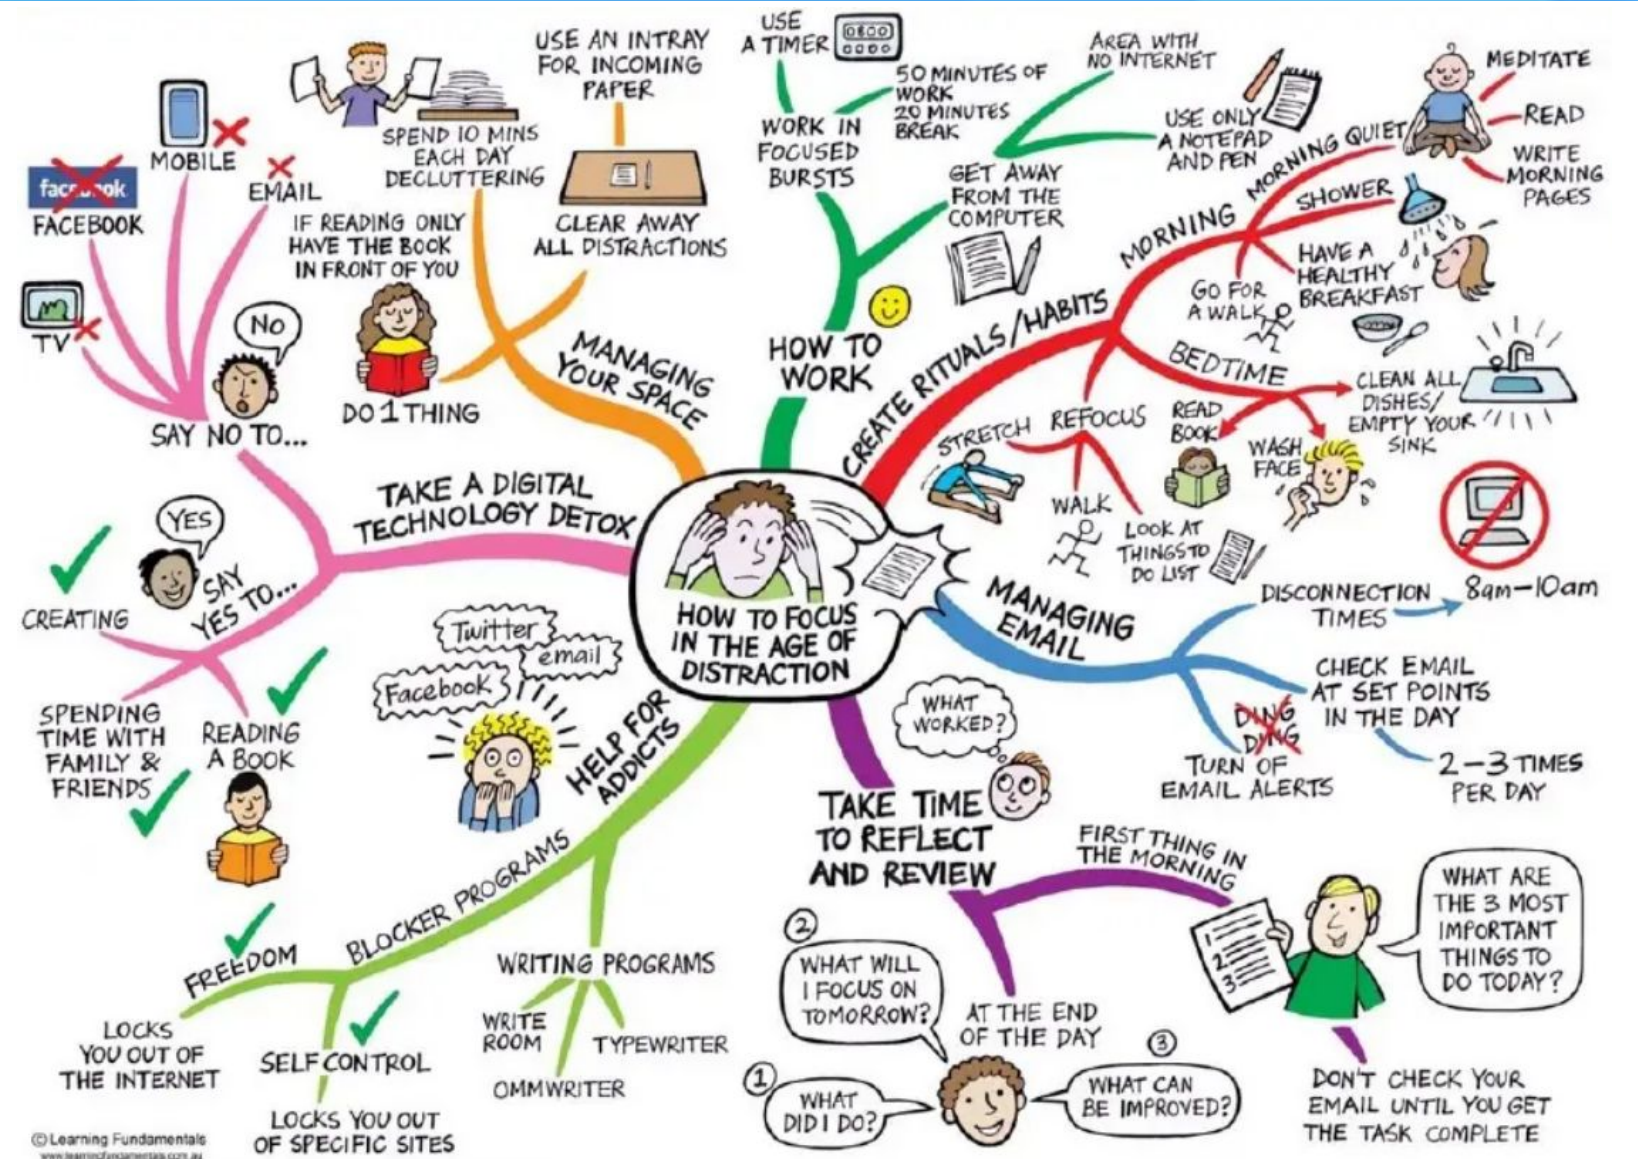 HOW TO FOCUS
IN THE AGE OF
DISTRACTION
HOW TO
WORK
WORK IN
FOCUSED
BURSTS
USE
A TIMER
0800
50 MINUTES OF
WORK
20 MINUTES
BREAK
GET AWAY
FROM THE
COMPUTER
AREA WITH
NO INTERNET
USE ONLY
A NOTEPAD
AND PEN
CREATE RITUALS/HABITS
MORNING
MORNING QUIET
MEDITATE
READ
WRITE
MORNING
PAGES
SHOWER
HAVE A
HEALTHY
BREAKFAST
GO FOR
A WALK
BEDTIME
CLEAN ALL
DISHES/
EMPTY YOUR
SINK
READ
BOOK
WASH
FACE
REFOCUS
STRETCH
WALK
LOOK AT
THINGS TO
DO LIST
MANAGING
EMAIL
DISCONNECTION
TIMES
8am-10am
CHECK EMAIL
AT SET POINTS
IN THE DAY
2-3 TIMES
PER DAY
DING
DING
TURN OF
EMAIL ALERTS
TAKE TIME
TO REFLECT
AND REVIEW
WHAT
WORKED?
FIRST THING IN
THE MORNING
1
2
3
WHAT ARE
THE 3 MOST
IMPORTANT
THINGS TO
DO TODAY?
DON'T CHECK YOUR
EMAIL UNTIL YOU GET
THE TASK COMPLETE
AT THE END
OF THE DAY
1
WHAT
DID I DO?
2
WHAT WILL
I FOCUS ON
TOMORROW?
3
WHAT CAN
BE IMPROVED?
HELP FOR
ADDICTS
Twitter
email
Facebook
BLOCKER PROGRAMS
FREEDOM
LOCKS
YOU OUT OF
THE INTERNET
SELF CONTROL
LOCKS YOU OUT
OF SPECIFIC SITES
WRITING PROGRAMS
WRITE
ROOM
OMMWRITER
TYPEWRITER
TAKE A DIGITAL
TECHNOLOGY DETOX
NO
SAY NO TO...
TV
facebook
FACEBOOK
MOBILE
EMAIL
YES
SAY
YES TO...
CREATING
SPENDING
TIME WITH
FAMILY &
FRIENDS
READING
A BOOK
MANAGING
YOUR SPACE
SPEND 10 MINS
EACH DAY
DECLUTTERING
USE AN INTRAY
FOR INCOMING
PAPER
CLEAR AWAY
ALL DISTRACTIONS
IF READING ONLY
HAVE THE BOOK
IN FRONT OF YOU
DO 1 THING
© Learning Fundamentals
www.learningfundamentals.com.au